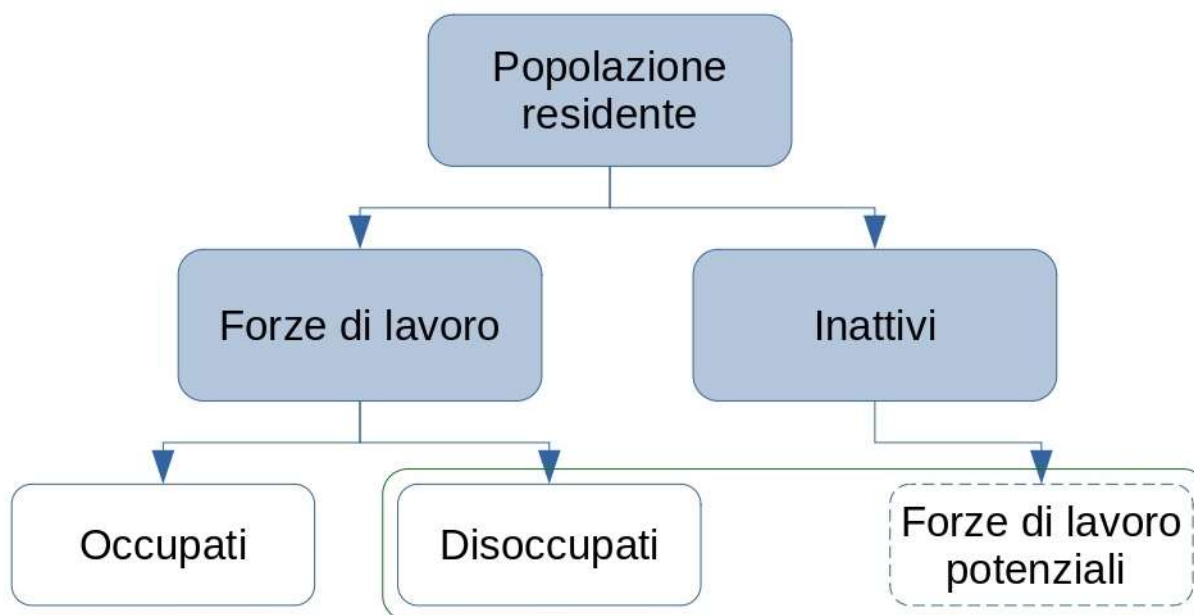 Popolazione
residente
Forze di lavoro
Inattivi
Occupati
Disoccupati
Forze di lavoro
potenziali